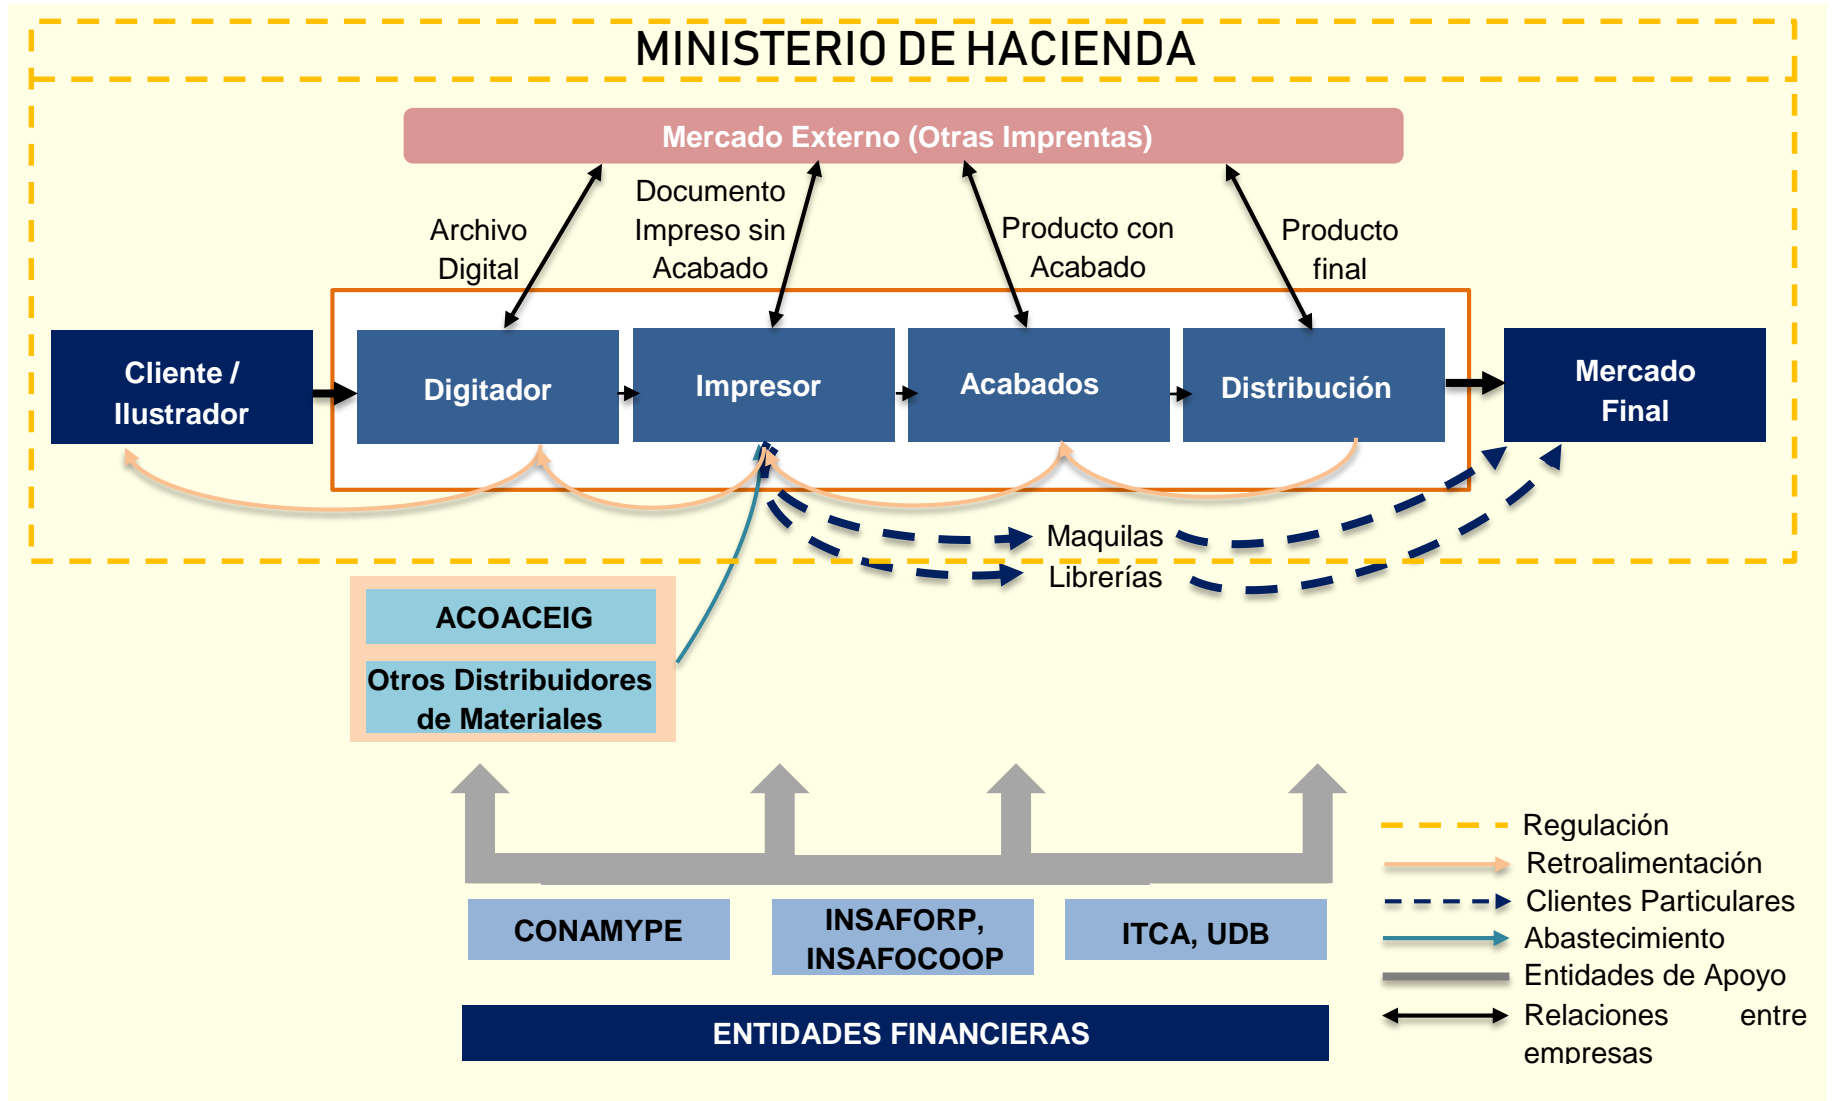 MINISTERIO DE HACIENDA
Mercado Externo (Otras Imprentas)
Archivo
Digital
Documento
Impreso sin
Acabado
Producto con
Acabado
Producto
final
Cliente /
Ilustrador
Digitador
Impresor
Acabados
Distribución
Mercado
Final
Maquilas
Librerías
ACOACEIG
Otros Distribuidores
de Materiales
CONAMYPE
INSAFORP,
INSAFOCOOP
ITCA, UDB
ENTIDADES FINANCIERAS
Regulación
Retroalimentación
Clientes Particulares
Abastecimiento
Entidades de Apoyo
Relaciones entre
empresas